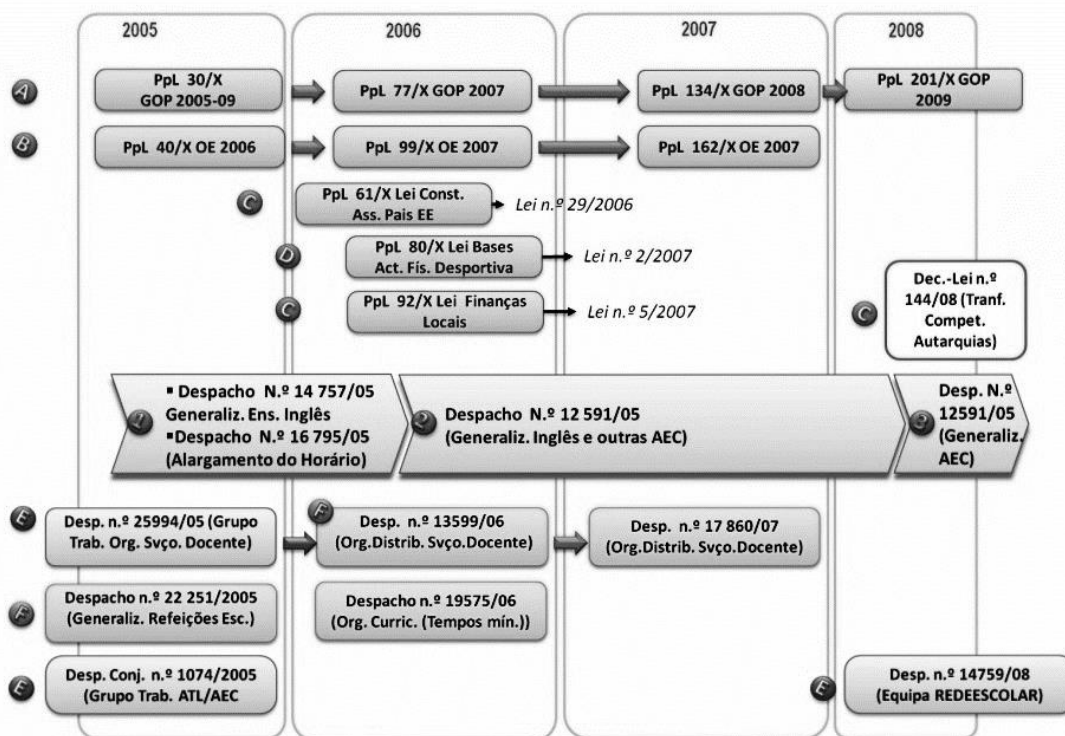 2005
2006
2007
2008
A
PpL 30/X
GOP 2005-09
PpL 77/X GOP 2007
PpL 134/X GOP 2008
PpL 201/X GOP
2009
B
PpL 40/X OE 2006
PpL 99/X OE 2007
PpL 162/X OE 2007
C
PpL 61/X Lei Const.
Ass. Pais EE
Lei n.º 29/2006
D
PpL 80/X Lei Bases
Act. Fís. Desportiva
Lei n.º 2/2007
C
PpL 92/X Lei Finanças
Locais
Lei n.º 5/2007
C
Dec.-Lei n.º
144/08 (Tranf.
Compet.
Autarquias)
1
▪ Despacho N.º 14 757/05
Generaliz. Ens. Inglês
▪Despacho N.º 16 795/05
(Alargamento do Horário)
2
Despacho N.º 12 591/05
(Generaliz. Inglês e outras AEC)
3
Desp. N.º
12591/05
(Generaliz.
AEC)
E
Desp. n.º 25994/05 (Grupo
Trab. Org. Svço. Docente)
F
Desp. n.º 13599/06
(Org.Distrib. Svço.Docente)
Desp. n.º 17 860/07
(Org.Distrib. Svço.Docente)
F
Despacho n.º 22 251/2005
(Generaliz. Refeições Esc.)
Despacho n.º 19575/06
(Org. Curric. (Tempos mín.))
E
Desp. Conj. n.º 1074/2005
(Grupo Trab. ATL/AEC
E
Desp. n.º 14759/08
(Equipa REDEESCOLAR)